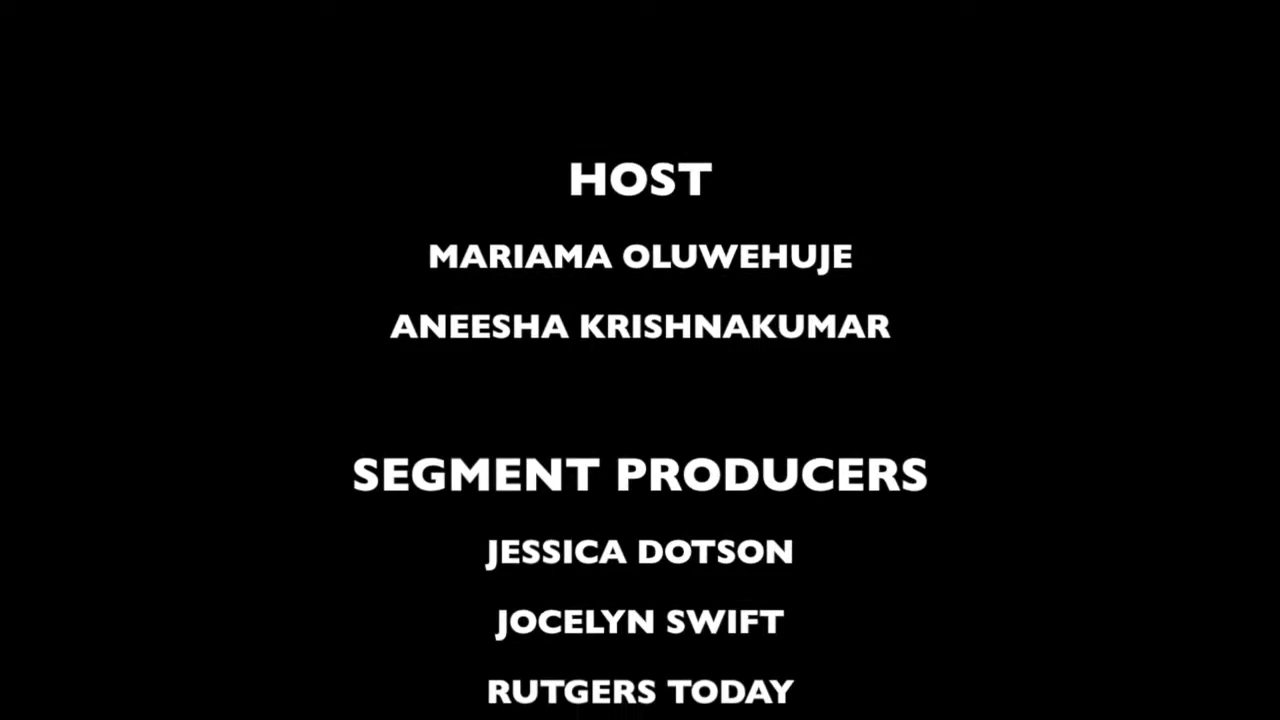 HOST
MARIAMA OLUWEHUJE
ANEESHA KRISHNAKUMAR
SEGMENT PRODUCERS
JESSICA DOTSON
JOCELYN SWIFT
RUTGERS TODAY